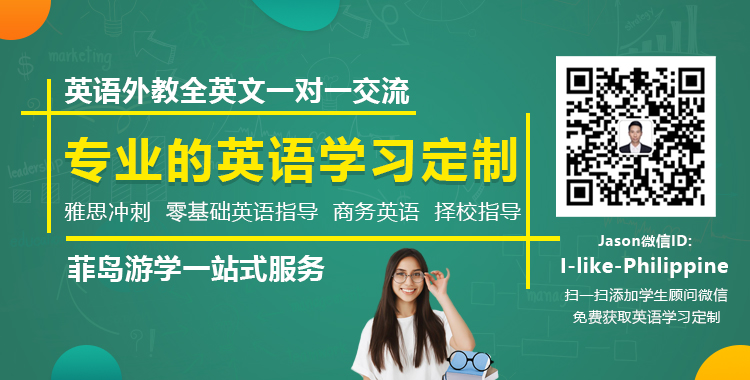 英语外教全英文一对一交流
专业的英语学习定制
雅思冲刺 零基础英语指导 商务英语 择校指导
菲岛游学一站式服务
Jason微信ID:
I-like-Philippine
扫一扫添加学生顾问微信
免费获取英语学习定制
marketing